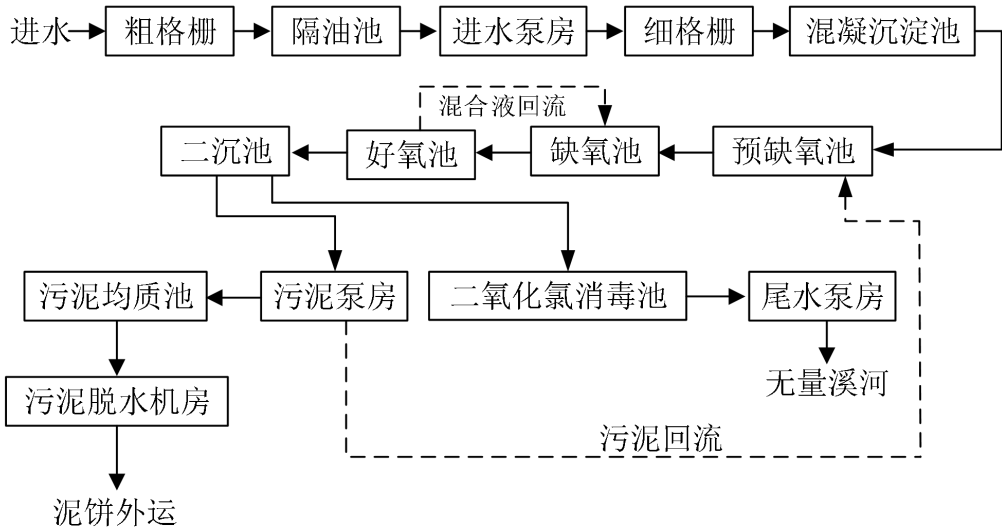 进水
粗格栅
隔油池
进水泵房
细格栅
混凝沉淀池
混合液回流
二沉池
好氧池
缺氧池
预缺氧池
污泥均质池
污泥泵房
二氧化氯消毒池
尾水泵房
污泥脱水机房
无量溪河
污泥回流
泥饼外运